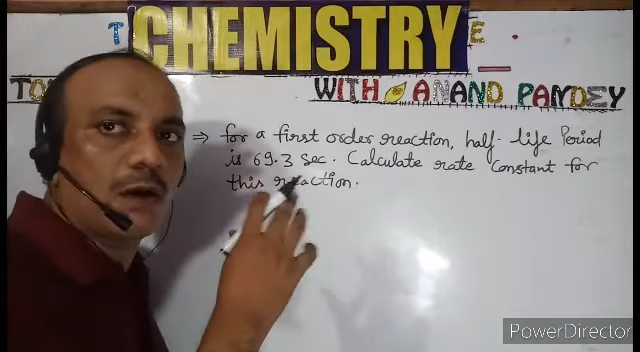 CHEMISTRY
WITH ANAND PANDEY
⇒ for a first order reaction, half-life Period
is 69.3 sec. Calculate rate constant for
this reaction.
PowerDirector